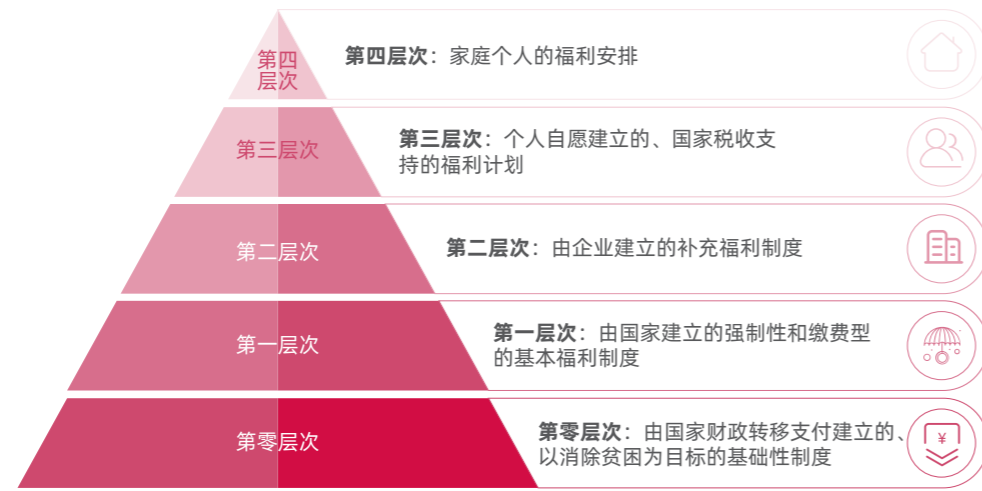 第四
层次
第四层次：家庭个人的福利安排
第三层次
第三层次：个人自愿建立的、国家税收支
持的福利计划
第二层次
第二层次：由企业建立的补充福利制度
第一层次
第一层次：由国家建立的强制性和缴费型
的基本福利制度
第零层次
第零层次：由国家财政转移支付建立的、
以消除贫困为目标的基础性制度
¥